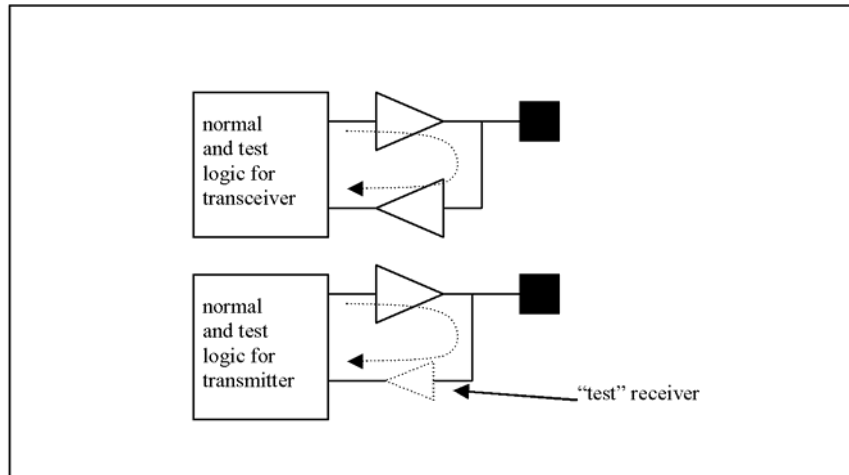 normal
and test
logic for
transceiver
normal
and test
logic for
transmitter
“test” receiver